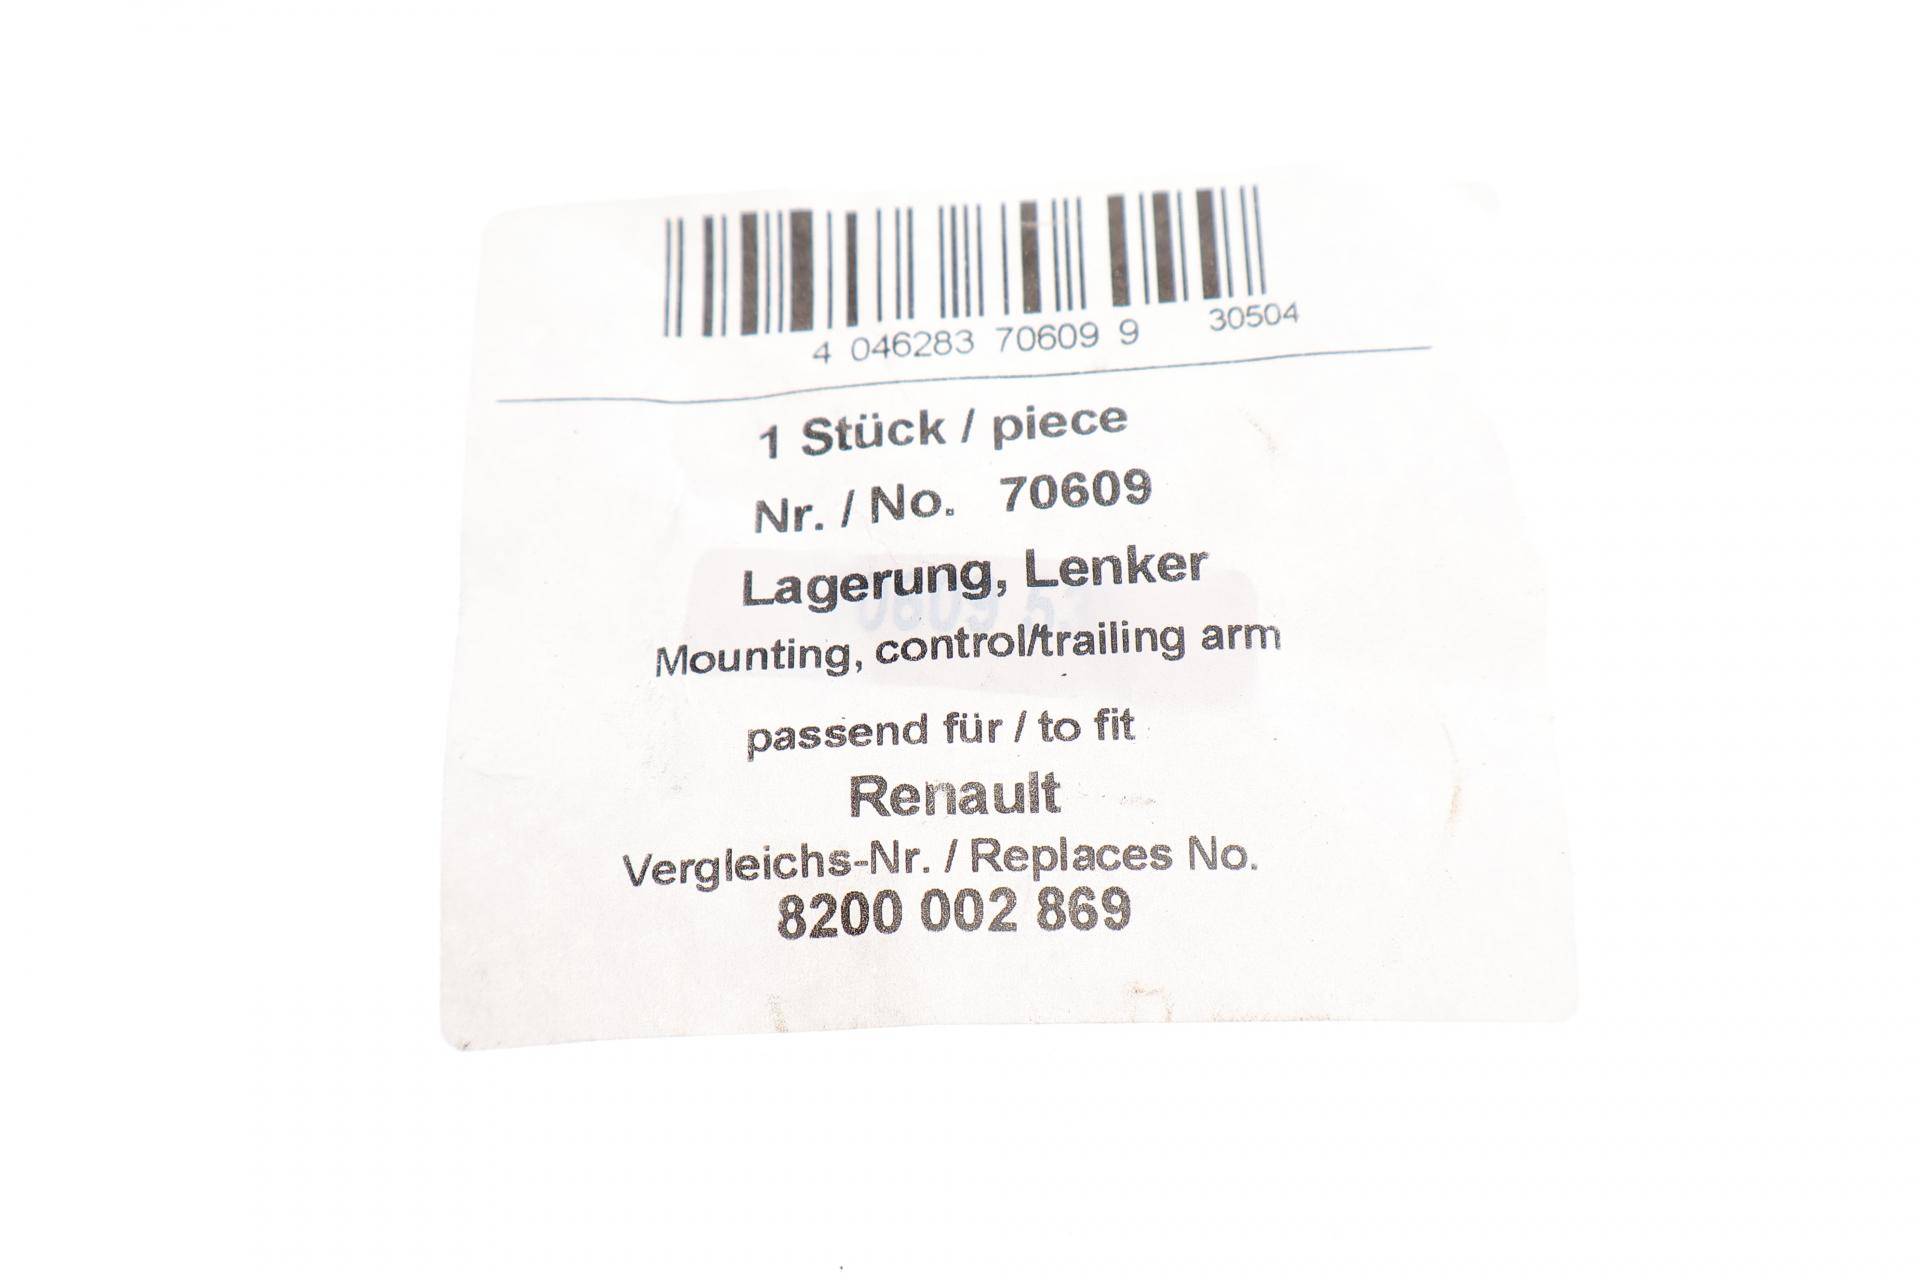 4 046283 70609 9 30504
1 Stück / piece
Nr. / No. 70609
Lagerung, Lenker
Mounting, control/trailing arm
passend für / to fit
Renault
Vergleichs-Nr. / Replaces No.
8200 002 869